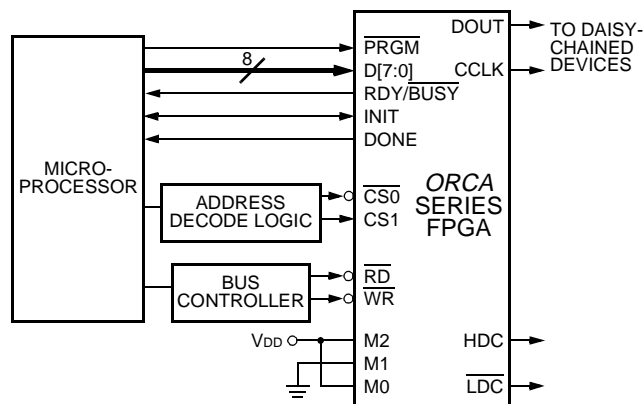 MICRO-
PROCESSOR
8
ADDRESS
DECODE LOGIC
BUS
CONTROLLER
VDD
PRGM
D[7:0]
RDY/BUSY
INIT
DONE
CS0
CS1
RD
WR
M2
M1
M0
ORCA
SERIES
FPGA
DOUT
CCLK
HDC
LDC
TO DAISY-
CHAINED
DEVICES